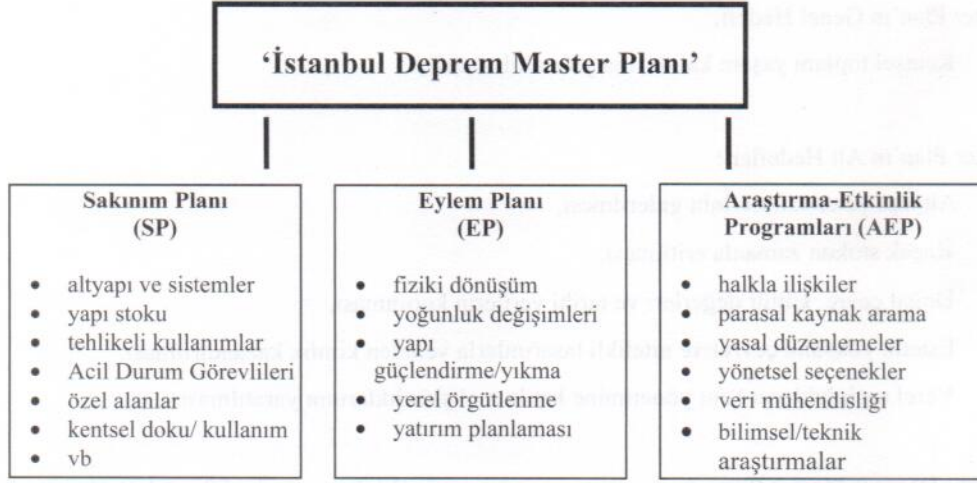 'İstanbul Deprem Master Planı'
Sakınım Planı
(SP)
• altyapı ve sistemler
• yapı stoku
• tehlikeli kullanımlar
• Acil Durum Görevlileri
• özel alanlar
• kentsel doku/ kullanım
• vb
Eylem Planı
(EP)
• fiziki dönüşüm
• yoğunluk değişimleri
• yapı
güçlendirme/yıkma
• yerel örgütlenme
• yatırım planlaması
Araştırma-Etkinlik
Programları (AEP)
• halkla ilişkiler
• parasal kaynak arama
• yasal düzenlemeler
• yönetsel seçenekler
• veri mühendisliği
• bilimsel/teknik
araştırmalar